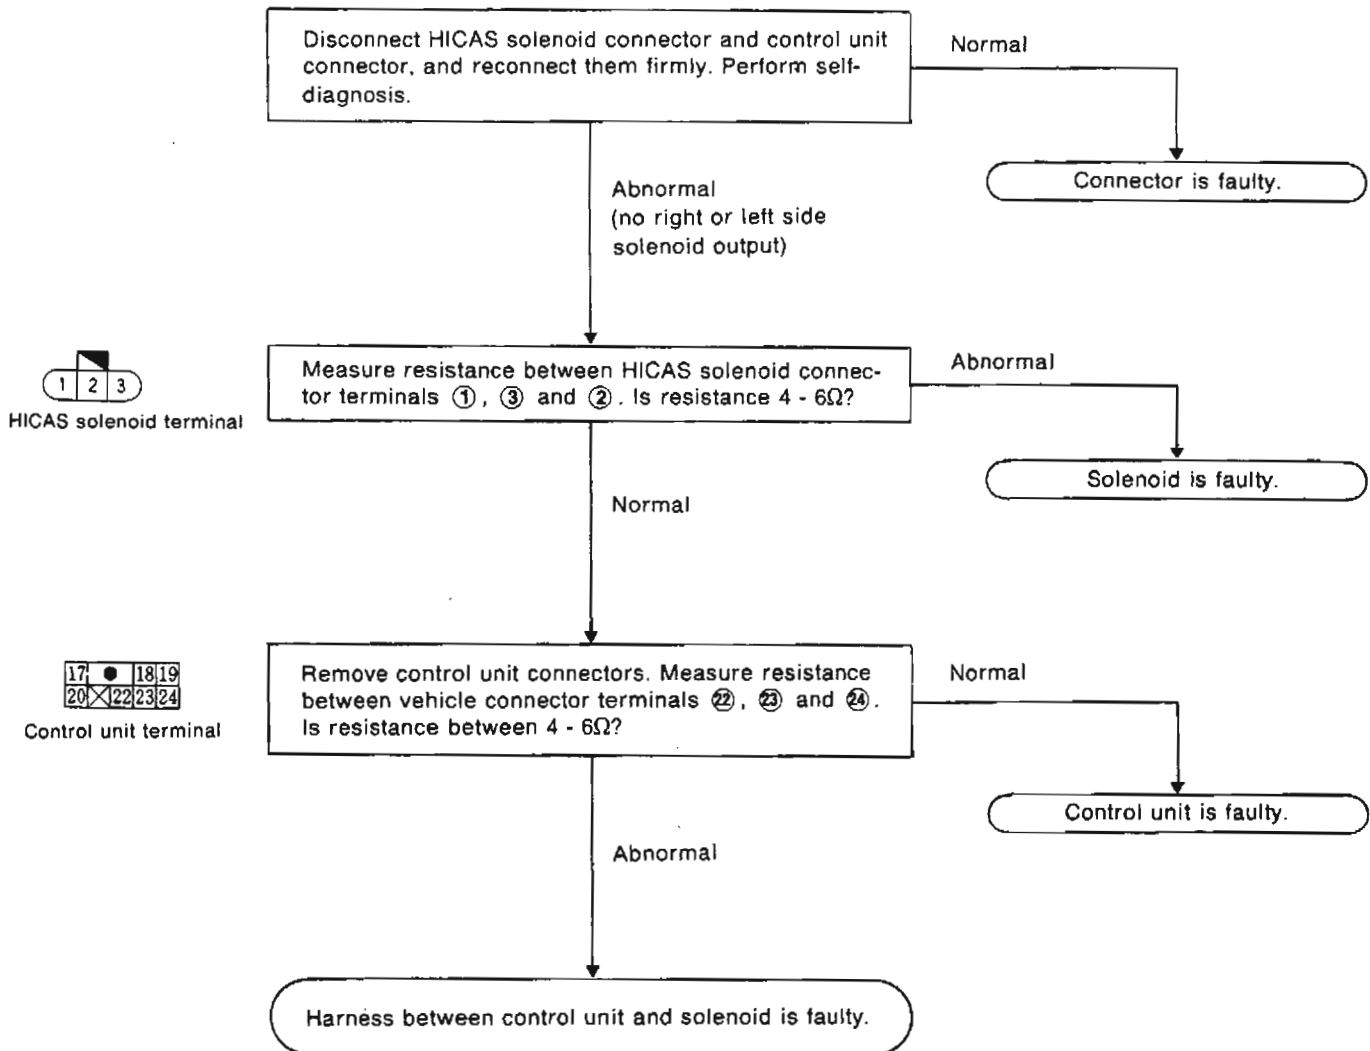 Disconnect HICAS solenoid connector and control unit
connector, and reconnect them firmly. Perform self-
diagnosis.
Normal
Connector is faulty.
Abnormal
(no right or left side
solenoid output)
1 2 3
HICAS solenoid terminal
Measure resistance between HICAS solenoid connec-
tor terminals ①, ③ and ②. Is resistance 4 - 6Ω?
Abnormal
Solenoid is faulty.
Normal
17 18 19
20 22 23 24
Control unit terminal
Remove control unit connectors. Measure resistance
between vehicle connector terminals ㉒, ㉓ and ㉔.
Is resistance between 4 - 6Ω?
Normal
Control unit is faulty.
Abnormal
Harness between control unit and solenoid is faulty.